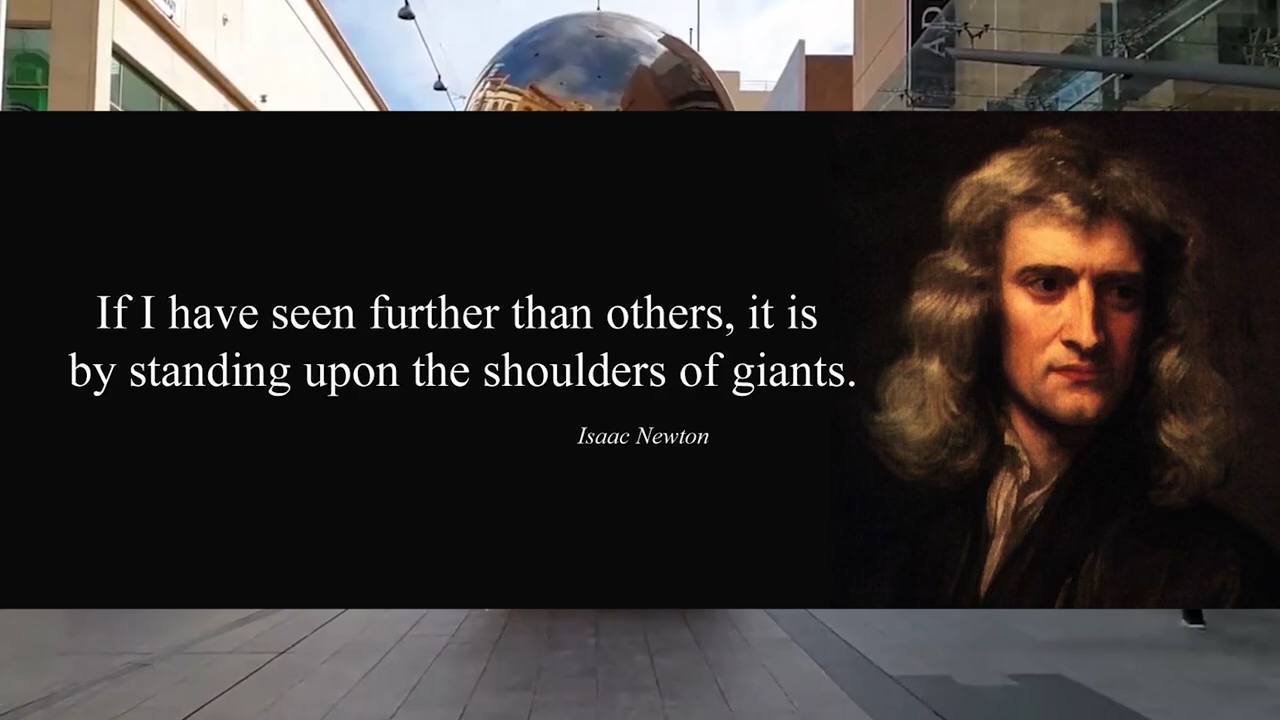 If I have seen further than others, it is
by standing upon the shoulders of giants.
Isaac Newton